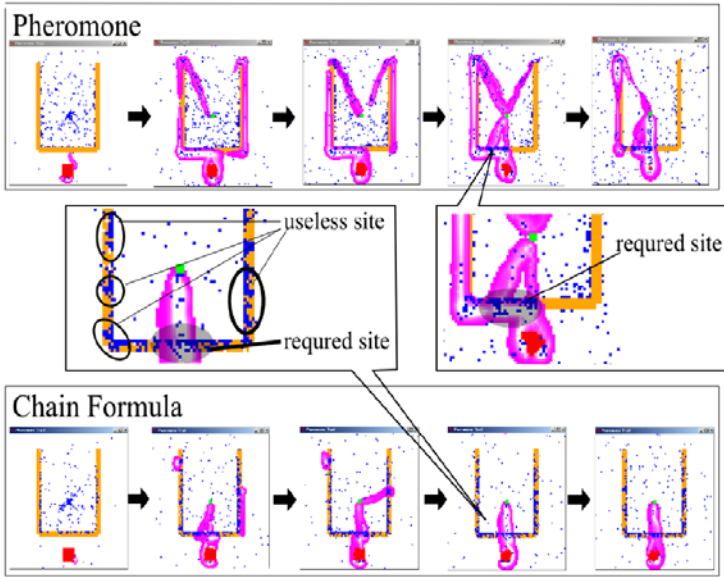 Pheromone
useless site
requred site
requred site
Chain Formula